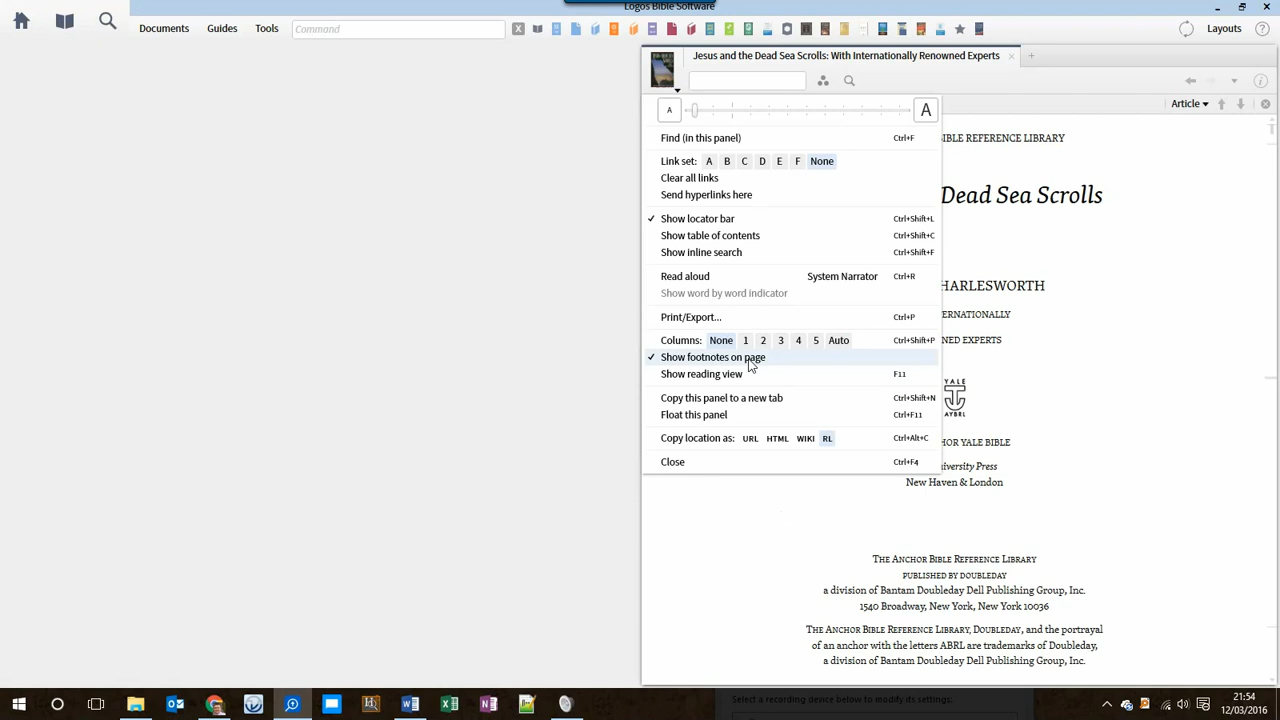 Logos Bible Software
Documents Guides Tools Command Layouts
Jesus and the Dead Sea Scrolls: With Internationally Renowned Experts
Article
A A
Find (in this panel) Ctrl+F
Link set: A B C D E F None
Clear all links
Send hyperlinks here
Show locator bar Ctrl+Shift+L
Show table of contents Ctrl+Shift+C
Show inline search Ctrl+Shift+F
Read aloud System Narrator Ctrl+R
Show word by word indicator
Print/Export... Ctrl+P
Columns: None 1 2 3 4 5 Auto Ctrl+Shift+P
Show footnotes on page
Show reading view F11
Copy this panel to a new tab Ctrl+Shift+N
Float this panel Ctrl+F11
Copy location as: URL HTML WIKI RL Ctrl+Alt+C
Close Ctrl+F4
IBLE REFERENCE LIBRARY
Dead Sea Scrolls
HARLESWORTH
ERNATIONALLY
NED EXPERTS
YALE
AYBRL
HOR YALE BIBLE
iversity Press
New Haven & London
THE ANCHOR BIBLE REFERENCE LIBRARY
PUBLISHED BY DOUBLEDAY
a division of Bantam Doubleday Dell Publishing Group, Inc.
1540 Broadway, New York, New York 10036
THE ANCHOR BIBLE REFERENCE LIBRARY, DOUBLEDAY, and the portrayal
of an anchor with the letters ABRL are trademarks of Doubleday,
a division of Bantam Doubleday Dell Publishing Group, Inc.
Select a recording device below to modify its settings:
12/03/2016